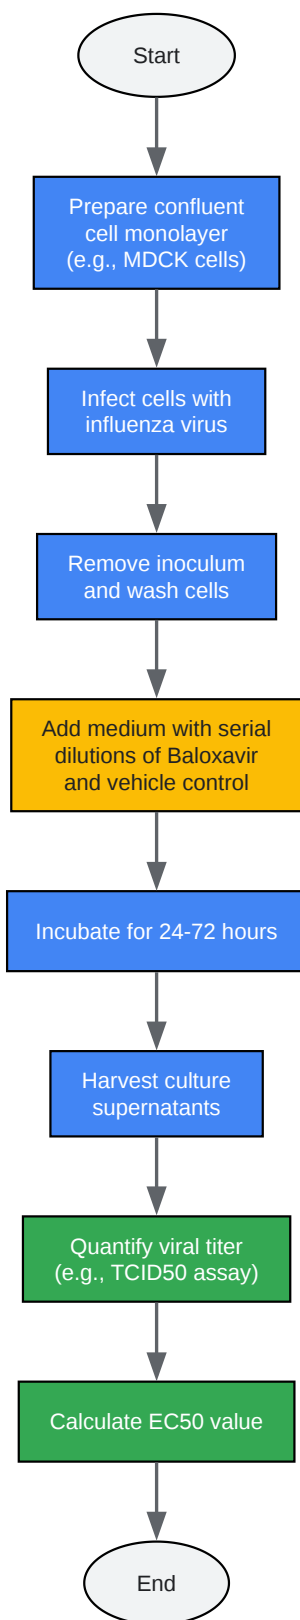 Start
Prepare confluent
cell monolayer
(e.g., MDCK cells)
Infect cells with
influenza virus
Remove inoculum
and wash cells
Add medium with serial
dilutions of Baloxavir
and vehicle control
Incubate for 24-72 hours
Harvest culture
supernatants
Quantify viral titer
(e.g., TCID50 assay)
Calculate EC50 value
End